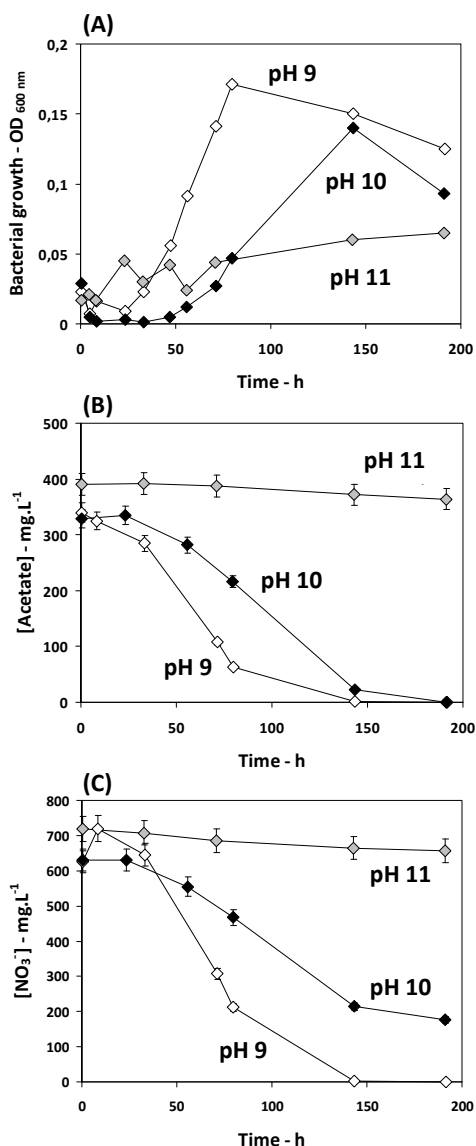 (A)
Bacterial growth - OD 600 nm
0,2
0,15
0,1
0,05
0
pH 9
pH 10
pH 11
0 50 100 150 200
Time - h
(B)
[Acetate] - mg.L-1
500
400
300
200
100
0
pH 11
pH 10
pH 9
0 50 100 150 200
Time - h
(C)
[NO3-] - mg.L-1
800
700
600
500
400
300
200
100
0
pH 11
pH 10
pH 9
0 50 100 150 200
Time - h